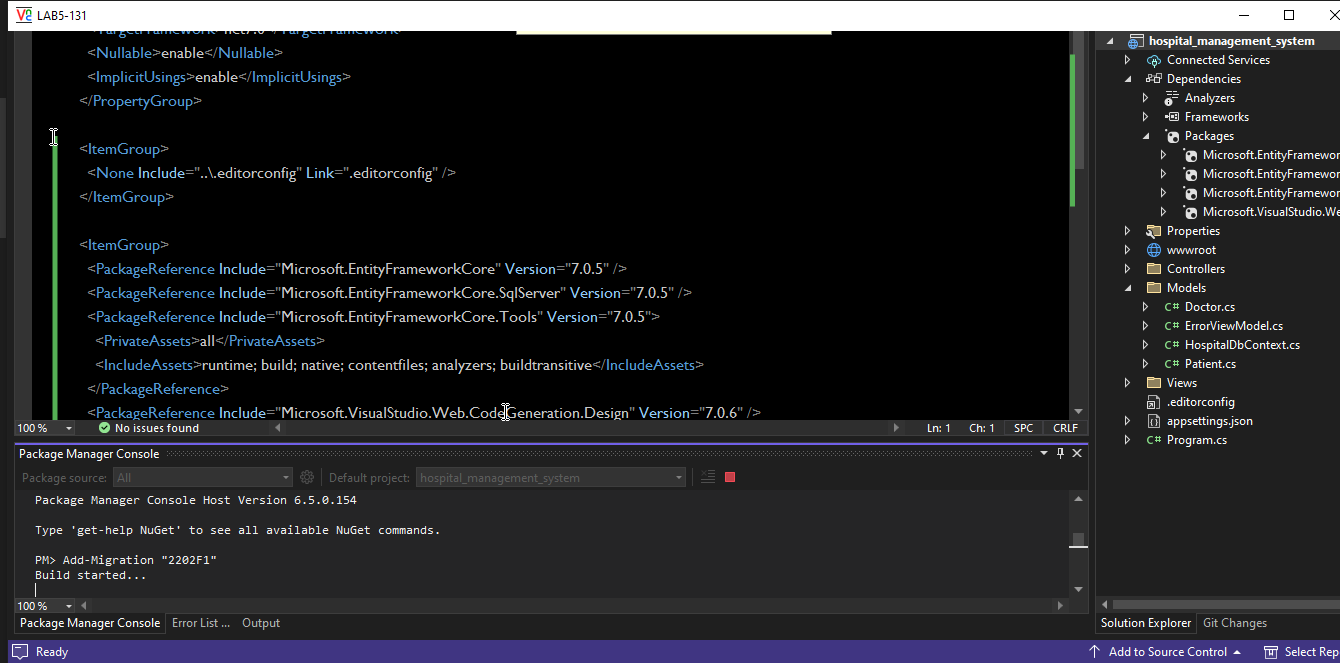 LAB5-131
<Nullable>enable</Nullable>
<ImplicitUsings>enable</ImplicitUsings>
</PropertyGroup>
<ItemGroup>
<None Include="..\.editorconfig" Link=".editorconfig" />
</ItemGroup>
<ItemGroup>
<PackageReference Include="Microsoft.EntityFrameworkCore" Version="7.0.5" />
<PackageReference Include="Microsoft.EntityFrameworkCore.SqlServer" Version="7.0.5" />
<PackageReference Include="Microsoft.EntityFrameworkCore.Tools" Version="7.0.5">
<PrivateAssets>all</PrivateAssets>
<IncludeAssets>runtime; build; native; contentfiles; analyzers; buildtransitive</IncludeAssets>
</PackageReference>
<PackageReference Include="Microsoft.VisualStudio.Web.CodeGeneration.Design" Version="7.0.6" />
100 % No issues found Ln: 1 Ch: 1 SPC CRLF
Package Manager Console
Package source: All Default project: hospital_management_system
Package Manager Console Host Version 6.5.0.154
Type 'get-help NuGet' to see all available NuGet commands.
PM> Add-Migration "2202F1"
Build started...
100 %
Package Manager Console Error List ... Output
hospital_management_system
Connected Services
Dependencies
Analyzers
Frameworks
Packages
Microsoft.EntityFramewor
Microsoft.EntityFramewor
Microsoft.EntityFramewor
Microsoft.VisualStudio.We
Properties
wwwroot
Controllers
Models
C# Doctor.cs
C# ErrorViewModel.cs
C# HospitalDbContext.cs
C# Patient.cs
Views
.editorconfig
appsettings.json
C# Program.cs
Solution Explorer Git Changes
Ready Add to Source Control Select Rep